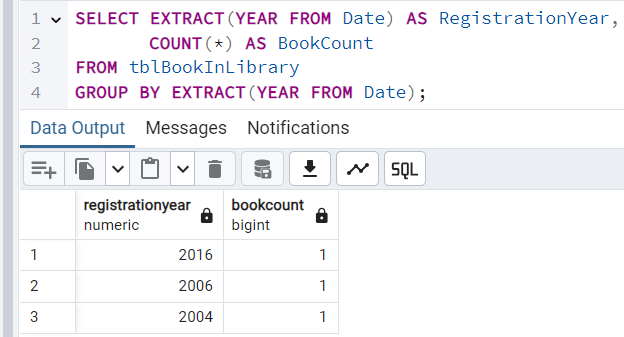 1 SELECT EXTRACT(YEAR FROM Date) AS RegistrationYear,
2 COUNT(*) AS BookCount
3 FROM tblBookInLibrary
4 GROUP BY EXTRACT(YEAR FROM Date);
Data Output Messages Notifications
SQL
registrationyear bookcount
numeric bigint
1 2016 1
2 2006 1
3 2004 1